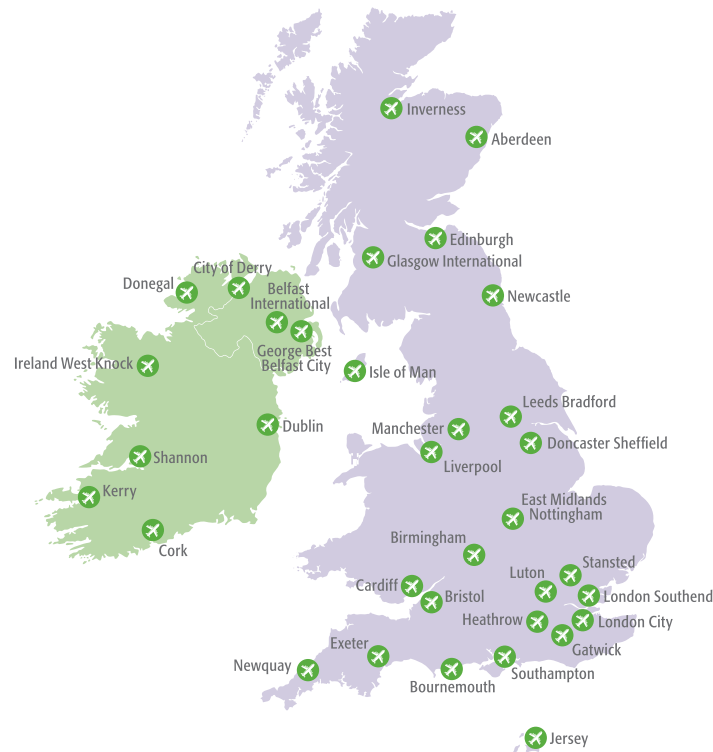 Inverness
Aberdeen
Edinburgh
Glasgow International
City of Derry
Donegal
Belfast
International
Newcastle
George Best
Belfast City
Ireland West Knock
Isle of Man
Leeds Bradford
Dublin
Manchester
Doncaster Sheffield
Shannon
Liverpool
Kerry
East Midlands
Nottingham
Birmingham
Cork
Stansted
Luton
Cardiff
Bristol
London Southend
Heathrow
London City
Exeter
Gatwick
Newquay
Southampton
Bournemouth
Jersey